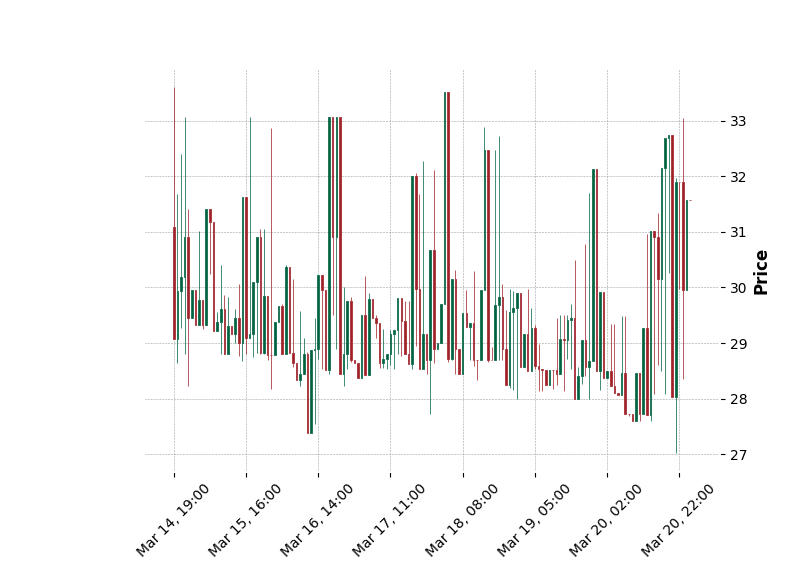 33
32
31
30
29
28
27
Price
Mar 14, 19:00
Mar 15, 16:00
Mar 16, 14:00
Mar 17, 11:00
Mar 18, 08:00
Mar 19, 05:00
Mar 20, 02:00
Mar 20, 22:00